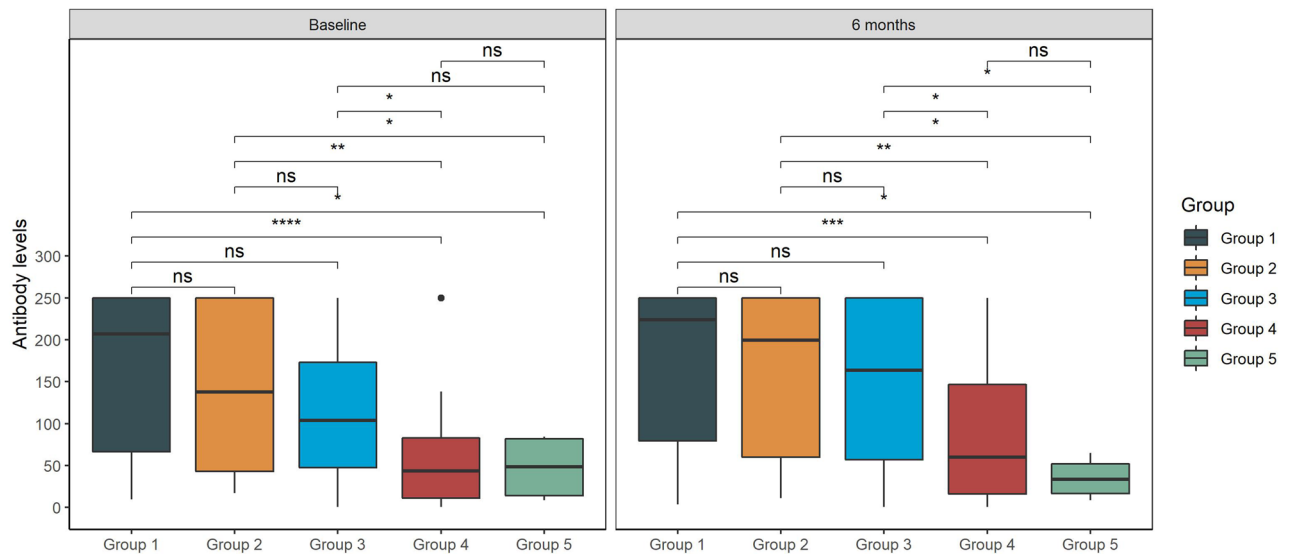 Baseline
6 months
ns
ns
*
*
**
ns
*
****
ns
ns
ns
*
*
*
**
ns
*
***
ns
ns
Antibody levels
300
250
200
150
100
50
0
Group 1
Group 2
Group 3
Group 4
Group 5
Group 1
Group 2
Group 3
Group 4
Group 5
Group
Group 1
Group 2
Group 3
Group 4
Group 5